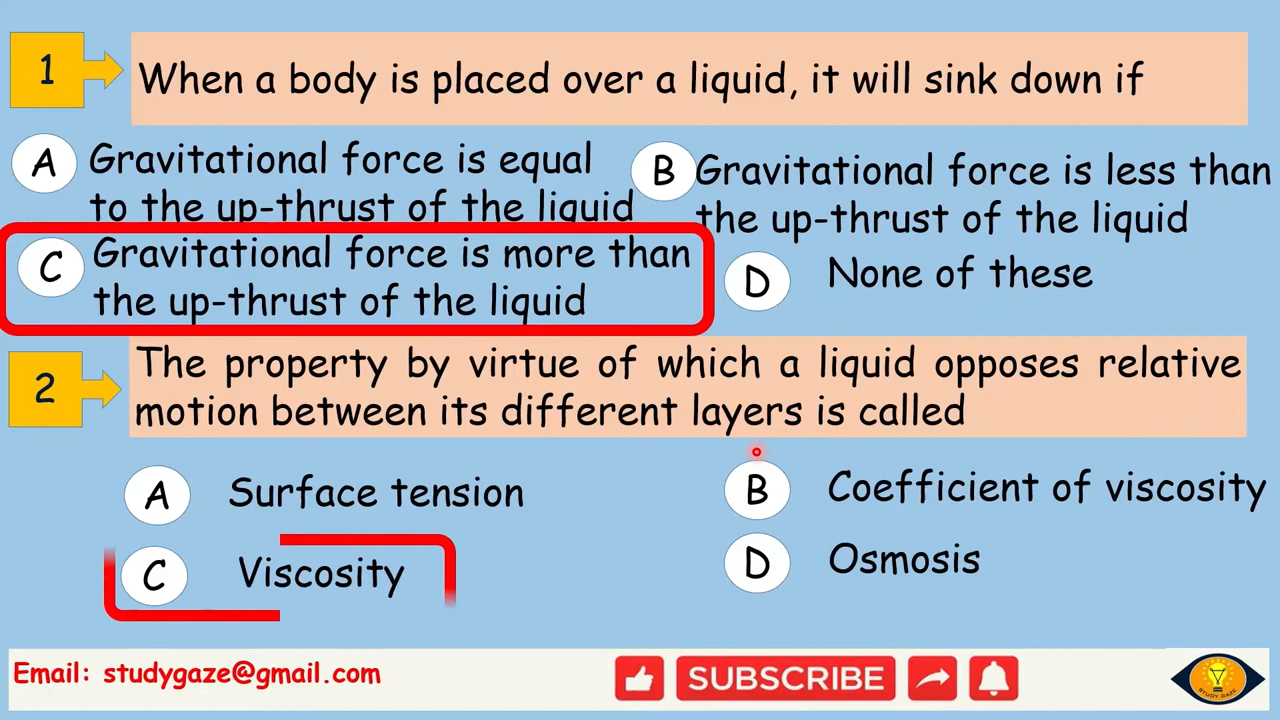 1
When a body is placed over a liquid, it will sink down if
A
Gravitational force is equal
to the up-thrust of the liquid
B
Gravitational force is less than
the up-thrust of the liquid
C
Gravitational force is more than
the up-thrust of the liquid
D
None of these
2
The property by virtue of which a liquid opposes relative
motion between its different layers is called
A
Surface tension
B
Coefficient of viscosity
C
Viscosity
D
Osmosis
Email: studygaze@gmail.com
SUBSCRIBE
STUDY GAZE